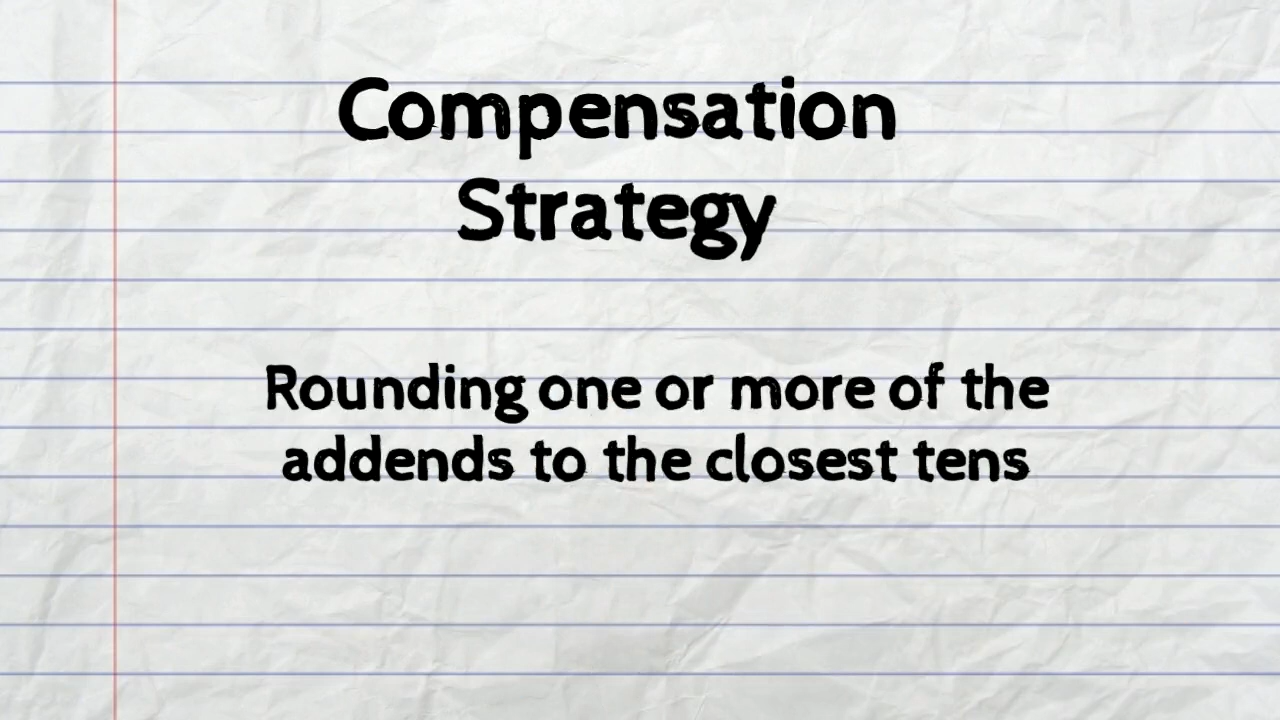 Compensation
Strategy
Rounding one or more of the
addends to the closest tens